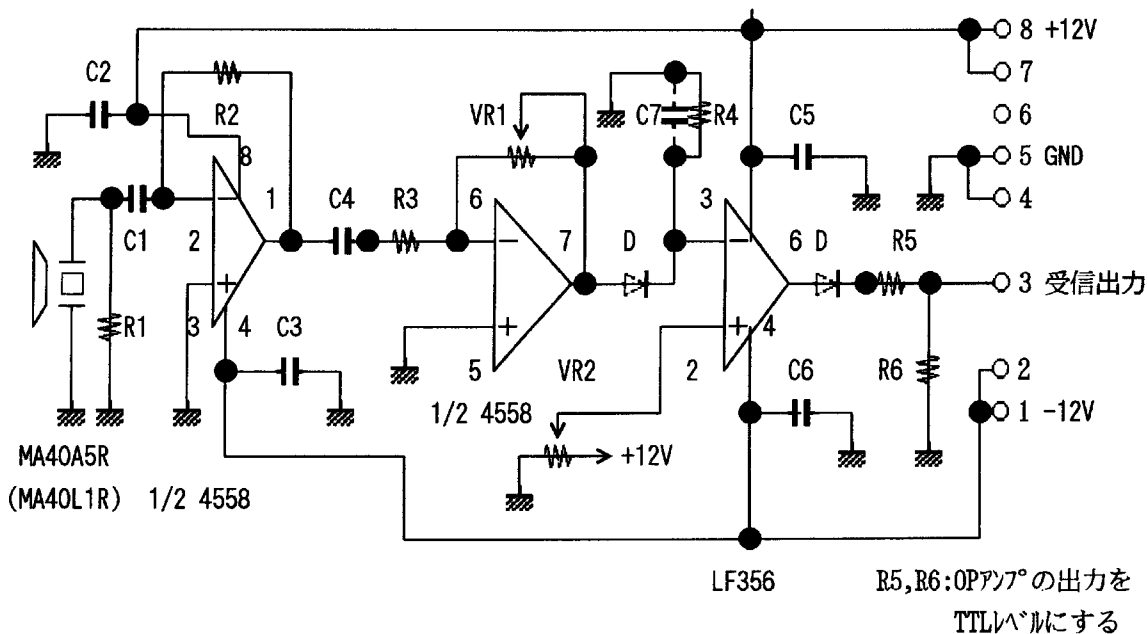 C2
R2
VR1
C7
R4
C5
8 +12V
7
6
5 GND
4
8
1
2
C1
C4
R3
6
7
D
3
6
D
R5
3 受信出力
R1
3
4
C3
5
VR2
2
4
C6
R6
2
1 -12V
1/2 4558
+12V
MA40A5R
(MA40L1R)
1/2 4558
LF356
R5,R6:OPアンプの出力を
TTLレベルにする